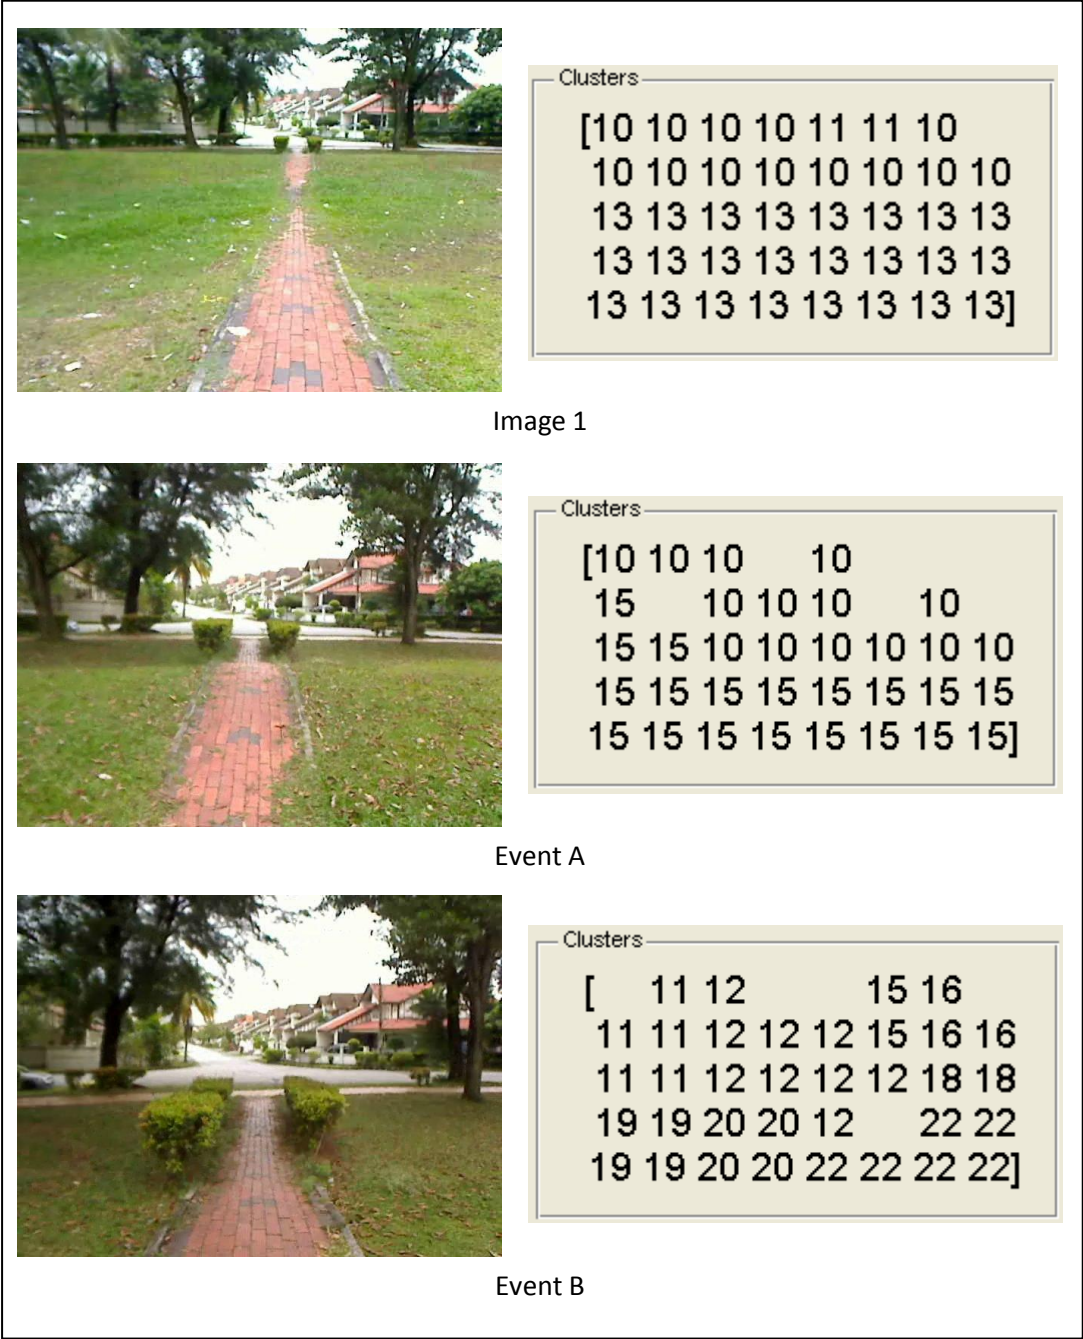 Clusters
[10 10 10 10 11 11 10
10 10 10 10 10 10 10 10
13 13 13 13 13 13 13 13
13 13 13 13 13 13 13 13
13 13 13 13 13 13 13 13]
Image 1
Clusters
[10 10 10 10
15 10 10 10 10
15 15 10 10 10 10 10 10
15 15 15 15 15 15 15 15
15 15 15 15 15 15 15 15]
Event A
Clusters
[ 11 12 15 16
11 11 12 12 12 15 16 16
11 11 12 12 12 12 18 18
19 19 20 20 12 22 22
19 19 20 20 22 22 22 22]
Event B